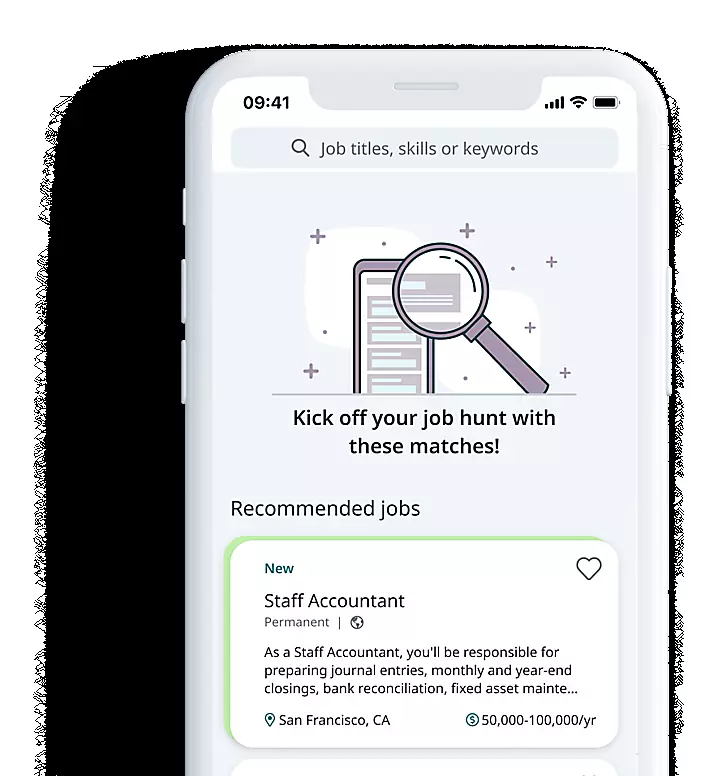 09:41
Job titles, skills or keywords
Kick off your job hunt with
these matches!
Recommended jobs
New
Staff Accountant
Permanent |
As a Staff Accountant, you'll be responsible for
preparing journal entries, monthly and year-end
closings, bank reconciliation, fixed asset mainte...
San Francisco, CA
50,000-100,000/yr